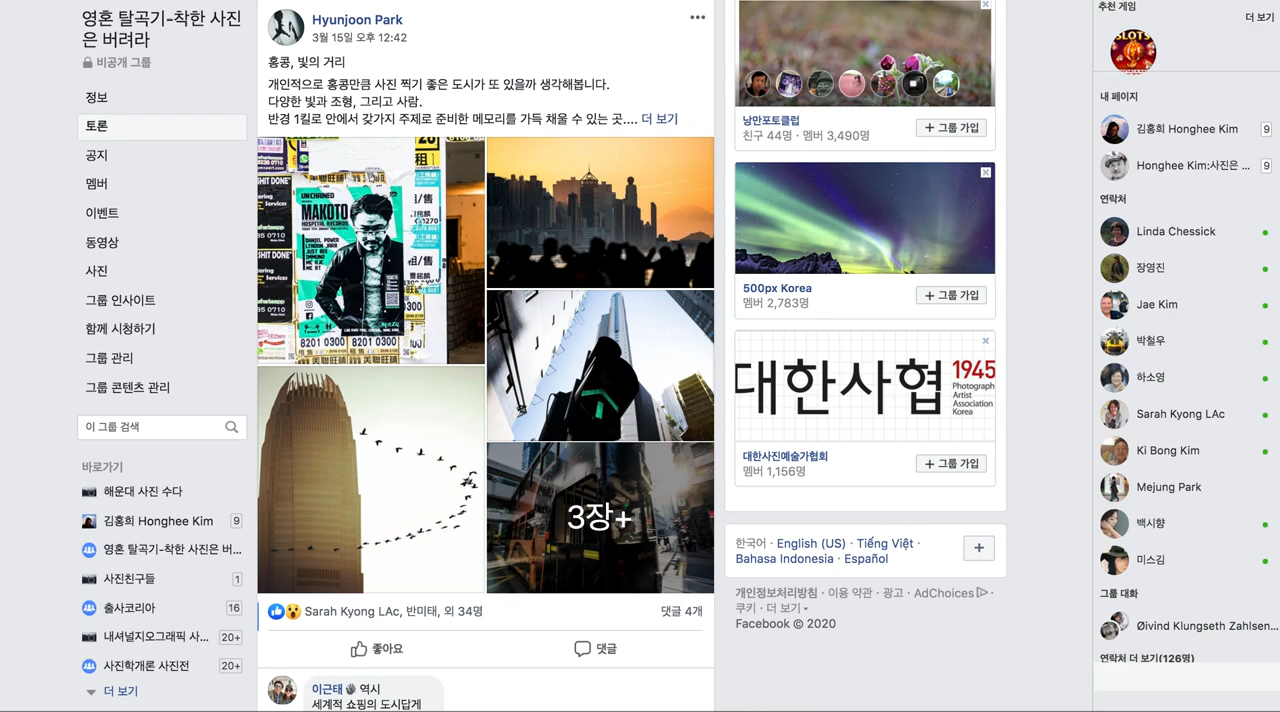 영혼 탈곡기-착한 사진
은 버려라
비공개 그룹
정보
토론
공지
멤버
이벤트
동영상
사진
그룹 인사이트
함께 시청하기
그룹 관리
그룹 콘텐츠 관리
이 그룹 검색
바로가기
해운대 사진 수다
김홍희 Honghee Kim 9
영혼 탈곡기-착한 사진은 버...
사진친구들 1
출사코리아 16
내셔널지오그래픽 사... 20+
사진학개론 사진전 20+
더 보기
Hyunjoon Park
3월 15일 오후 12:42
홍콩, 빛의 거리
개인적으로 홍콩만큼 사진 찍기 좋은 도시가 또 있을까 생각해봅니다.
다양한 빛과 조형, 그리고 사람.
반경 1킬로 안에서 갖가지 주제로 준비한 메모리를 가득 채울 수 있는 곳.... 더 보기
UNCHAINED
MAKOTO
HOSPITAL RECORDS
DANIEL POWER
8201 0300 8201 0300
3장+
Sarah Kyong LAc, 반미태, 외 34명
댓글 4개
좋아요
댓글
이근태 역시
세계적 쇼핑의 도시답게
낭만포토클럽
친구 44명 · 멤버 3,490명
+ 그룹 가입
500px Korea
멤버 2,783명
+ 그룹 가입
대한사협
1945
Photograph
Artist
Association
Korea
대한사진예술가협회
멤버 1,156명
+ 그룹 가입
한국어 · English (US) · Tiếng Việt ·
Bahasa Indonesia · Español
+
개인정보처리방침 · 이용 약관 · 광고 · AdChoices ·
쿠키 · 더 보기
Facebook © 2020
추천 게임
더 보기
SLOTS
내 페이지
김홍희 Honghee Kim 9
Honghee Kim:사진은 ... 9
연락처
Linda Chessick
장영진
Jae Kim
박철우
하소영
Sarah Kyong LAc
Ki Bong Kim
Mejung Park
백시향
미스김
그룹 대화
Øivind Klungseth Zahlsen...
연락처 더 보기(126명)